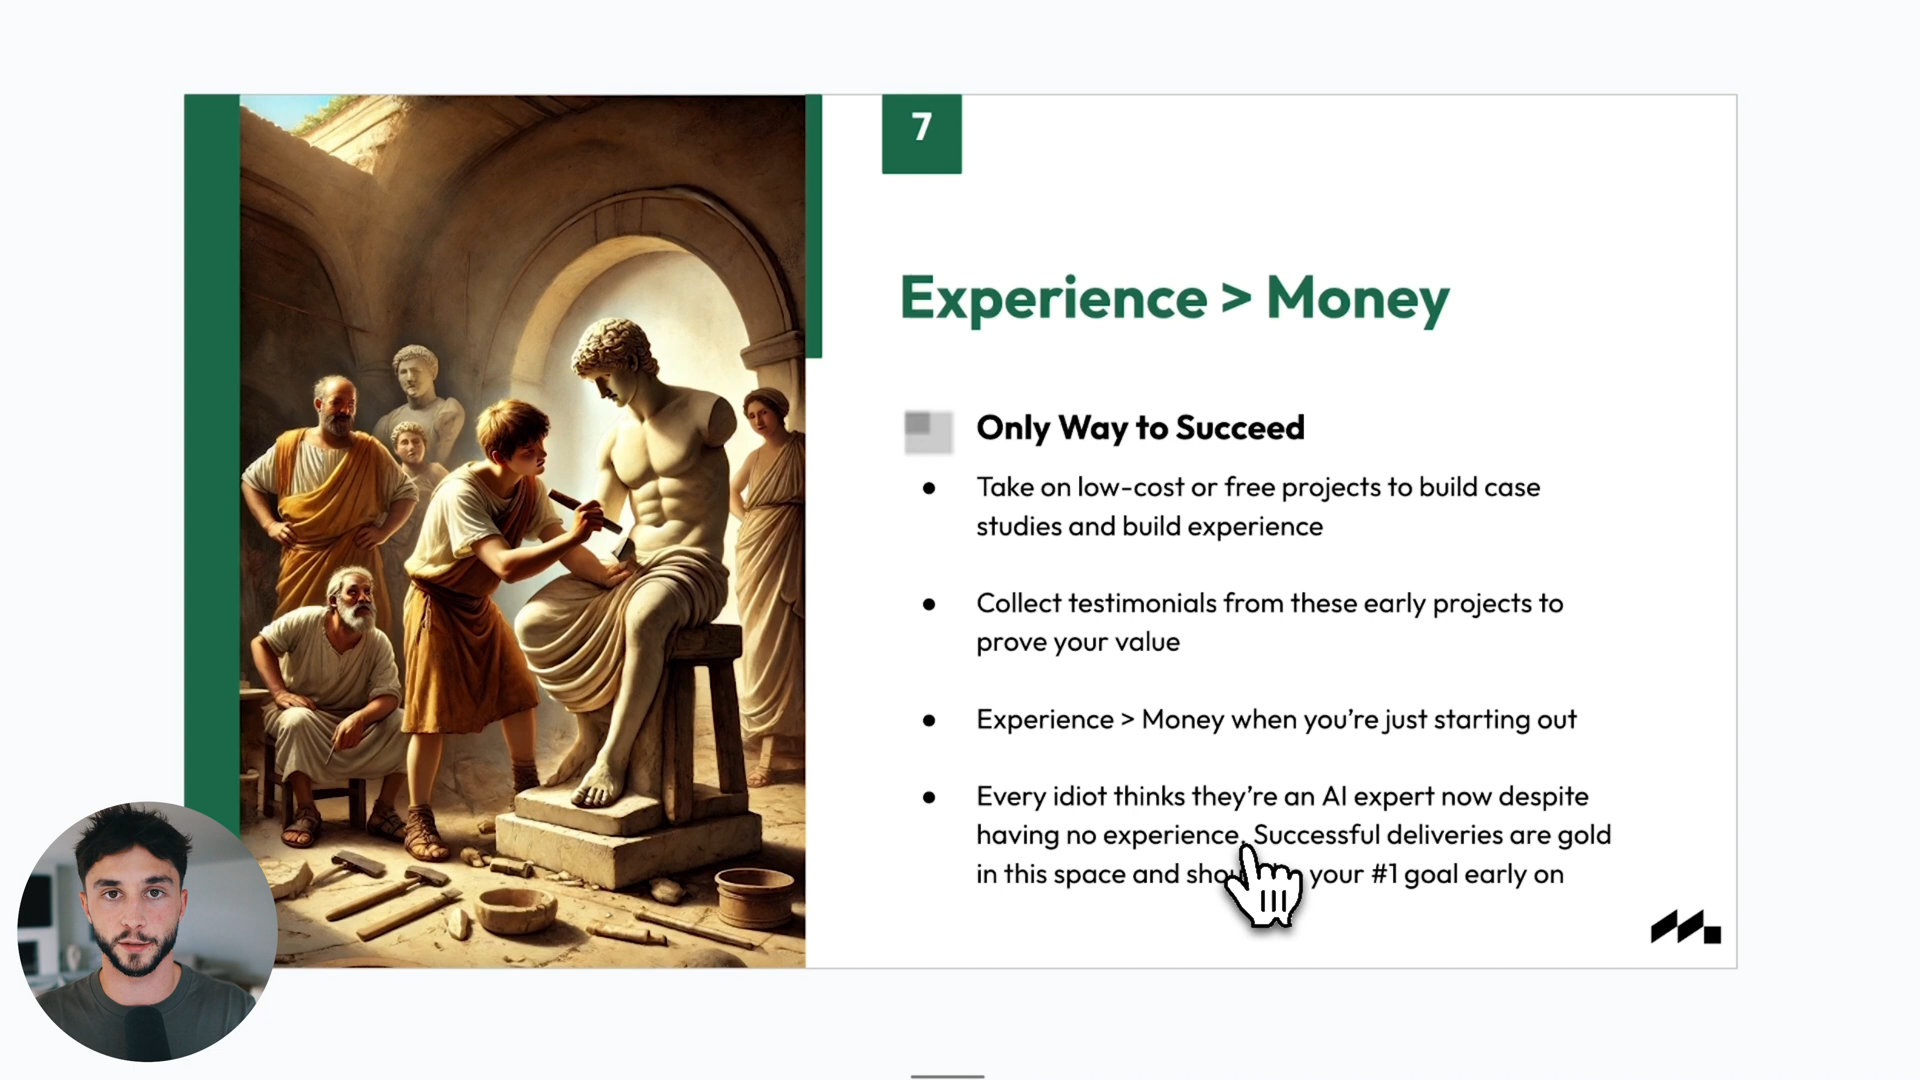 7
Experience > Money
Only Way to Succeed
● Take on low-cost or free projects to build case
studies and build experience
● Collect testimonials from these early projects to
prove your value
● Experience > Money when you're just starting out
● Every idiot thinks they're an AI expert now despite
having no experience. Successful deliveries are gold
in this space and your #1 goal early on